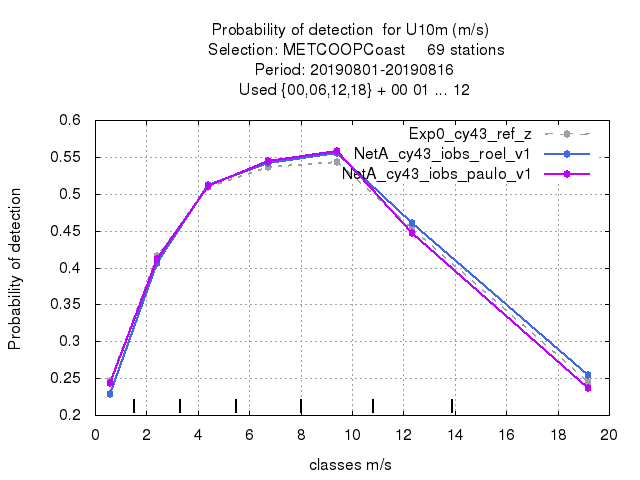 Probability of detection  for U10m (m/s)
Selection: METCOOPCoast     69 stations
Period: 20190801-20190816
Used {00,06,12,18} + 00 01 ... 12
Exp0_cy43_ref_z
NetA_cy43_iobs_roel_v1
NetA_cy43_iobs_paulo_v1
Probability of detection
0.6
0.55
0.5
0.45
0.4
0.35
0.3
0.25
0.2
0 2 4 6 8 10 12 14 16 18 20
classes m/s